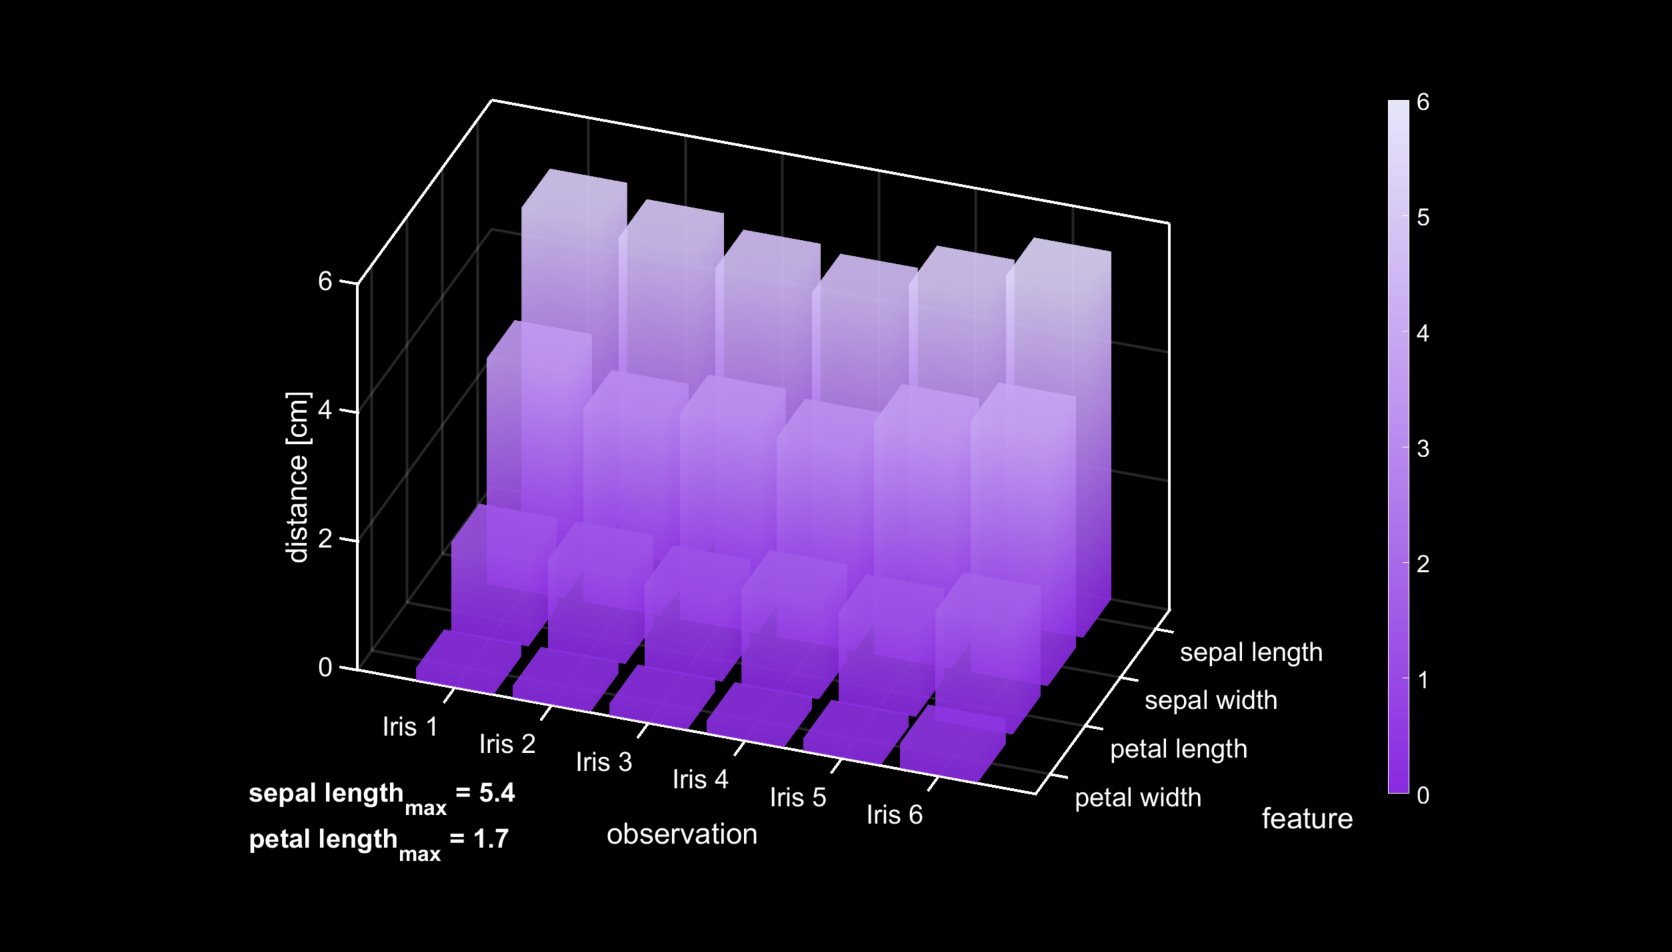 6
4
2
0
distance [cm]
Iris 1
Iris 2
Iris 3
Iris 4
Iris 5
Iris 6
observation
sepal length
sepal width
petal length
petal width
feature
6
5
4
3
2
1
0
sepal length_max = 5.4
petal length_max = 1.7